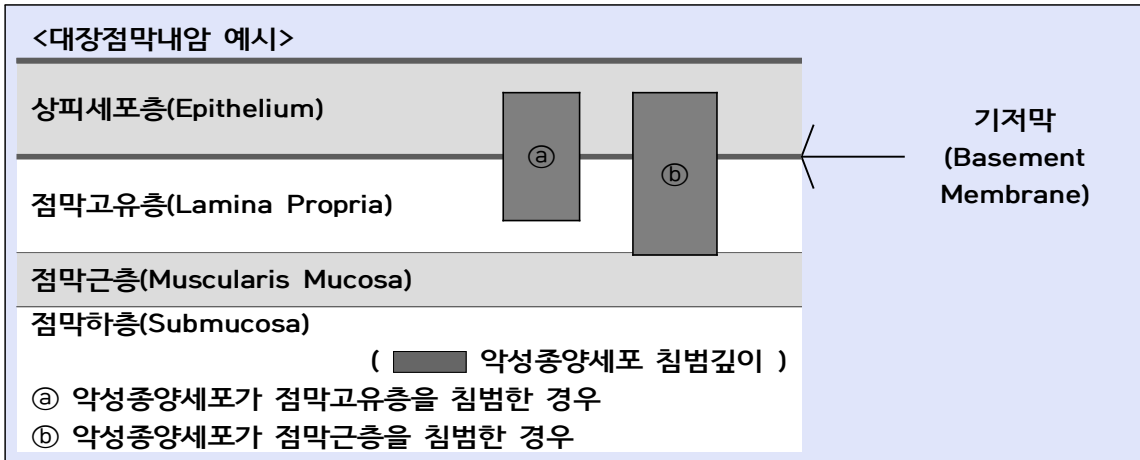 <대장점막내암 예시>
상피세포층(Epithelium)
ⓐ
ⓑ
기저막
(Basement
Membrane)
점막고유층(Lamina Propria)
점막근층(Muscularis Mucosa)
점막하층(Submucosa)
( 악성종양세포 침범깊이 )
ⓐ 악성종양세포가 점막고유층을 침범한 경우
ⓑ 악성종양세포가 점막근층을 침범한 경우